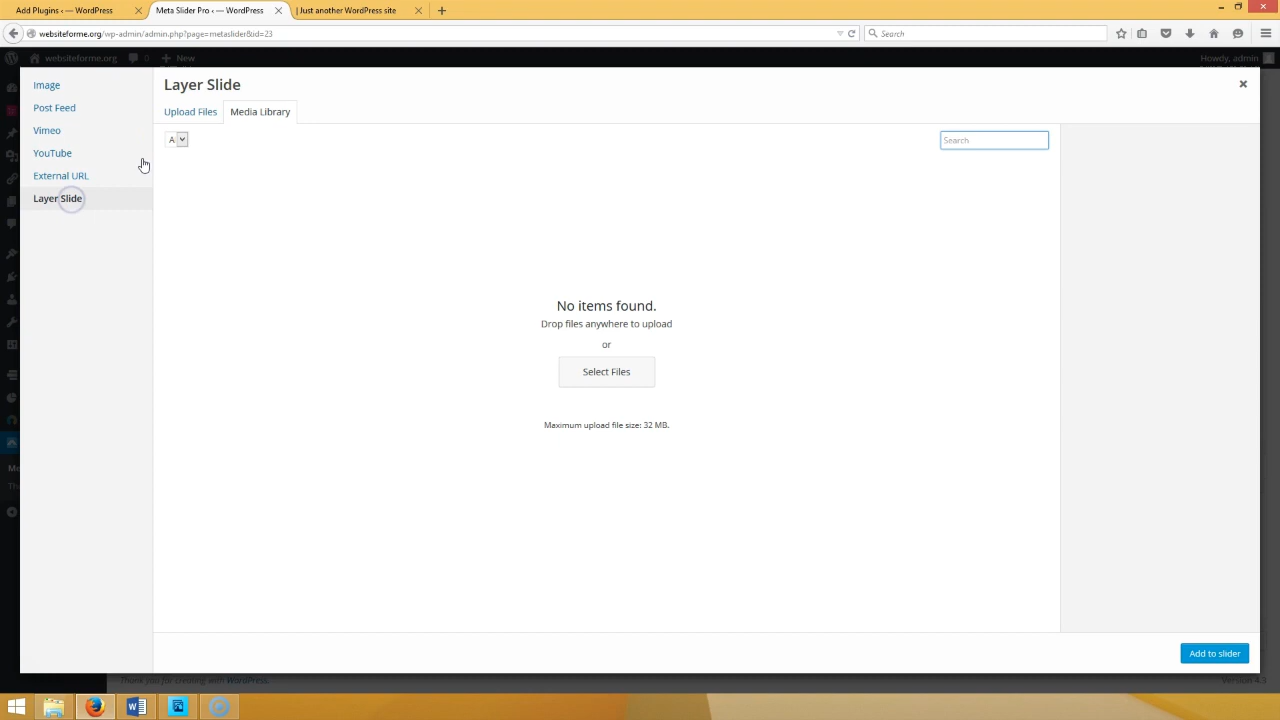 Add Plugins ‹ — WordPress
Meta Slider Pro ‹ — WordPress
| Just another WordPress site
websiteforme.org/wp-admin/admin.php?page=metaslider&id=23
Search
websiteforme.org
0
New
Howdy, admin
Image
Post Feed
Vimeo
YouTube
External URL
Layer Slide
Layer Slide
Upload Files
Media Library
A
Search
No items found.
Drop files anywhere to upload
or
Select Files
Maximum upload file size: 32 MB.
Add to slider
Me
Th
Thank you for creating with WordPress.
Version 4.9